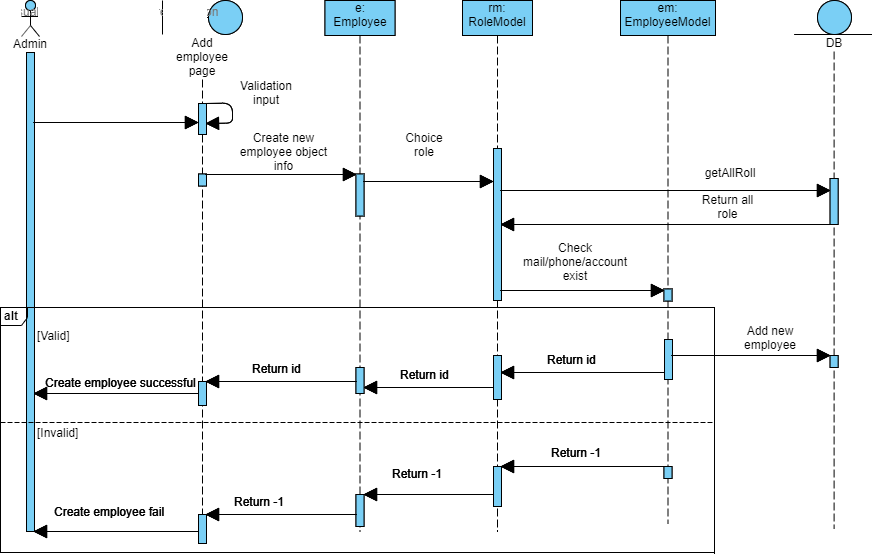 e:
Employee
rm:
RoleModel
em:
EmployeeModel
Admin
Add
employee
page
DB
Validation
input
Create new
employee object
info
Choice
role
getAllRoll
Return all
role
Check
mail/phone/account
exist
alt
[Valid]
Add new
employee
Return id
Return id
Return id
Create employee successful
[Invalid]
Return -1
Return -1
Return -1
Create employee fail